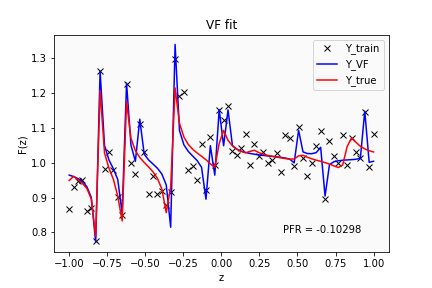 VF fit
Y_train
Y_VF
Y_true
F(z)
1.3
1.2
1.1
1.0
0.9
0.8
PFR = -0.10298
−1.00 −0.75 −0.50 −0.25 0.00 0.25 0.50 0.75 1.00
z